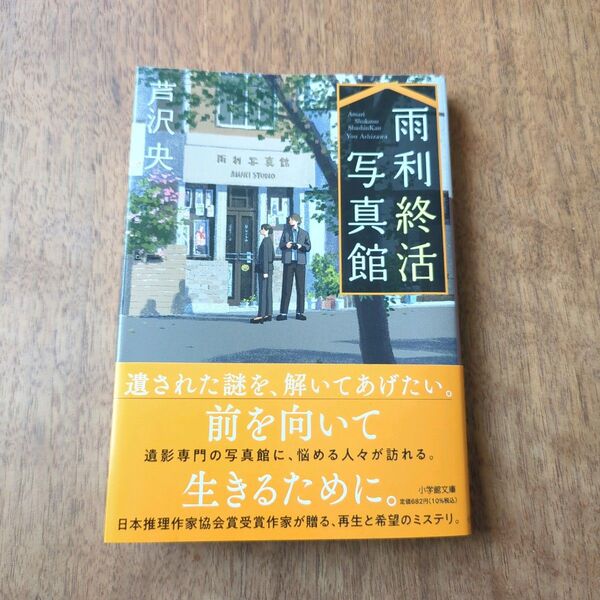 雨利終活
写真館
Amari
Shukatsu
ShashinKan
You Ashizawa
芦沢 央
雨利写真館
AMARI STUDIO
遺された謎を、解いてあげたい。
前を向いて
遺影専門の写真館に、悩める人々が訪れる。
生きるために。
小学館文庫
定価682円(10%税込)
日本推理作家協会賞受賞作家が贈る、再生と希望のミステリ。